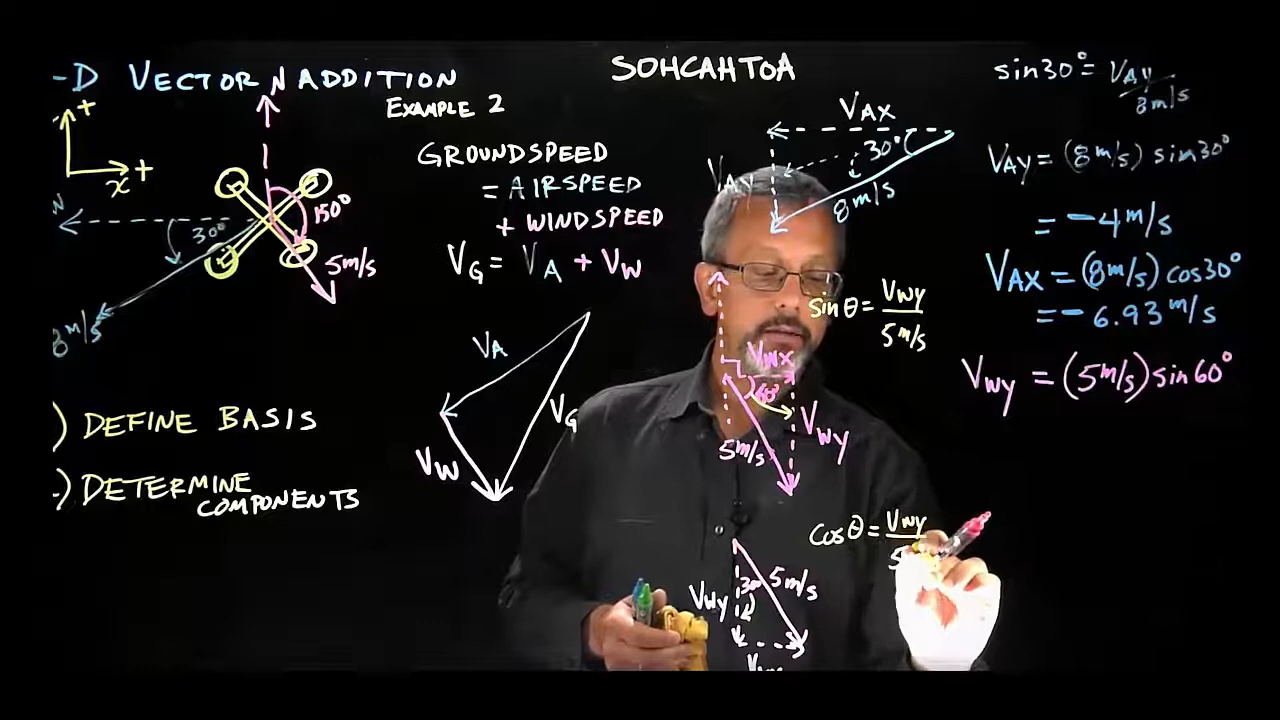 -D VECTOR ADDITION
EXAMPLE 2
SOHCAHTOA
+
x +
N
30°
150°
5m/s
8m/s
GROUNDSPEED
= AIRSPEED
+ WINDSPEED
VG = VA + VW
VA
VG
VW
) DEFINE BASIS
) DETERMINE
COMPONENTS
VAX
30°
VAY
8m/s
sinθ = VWY
5m/s
VWX
60°
VWY
5m/s
cosθ = VWY
5
VWY
30
5m/s
sin30° = VAY
8m/s
VAY = (8m/s) sin30°
= -4m/s
VAX = (8m/s) cos30°
= -6.93m/s
VWY = (5m/s) sin60°